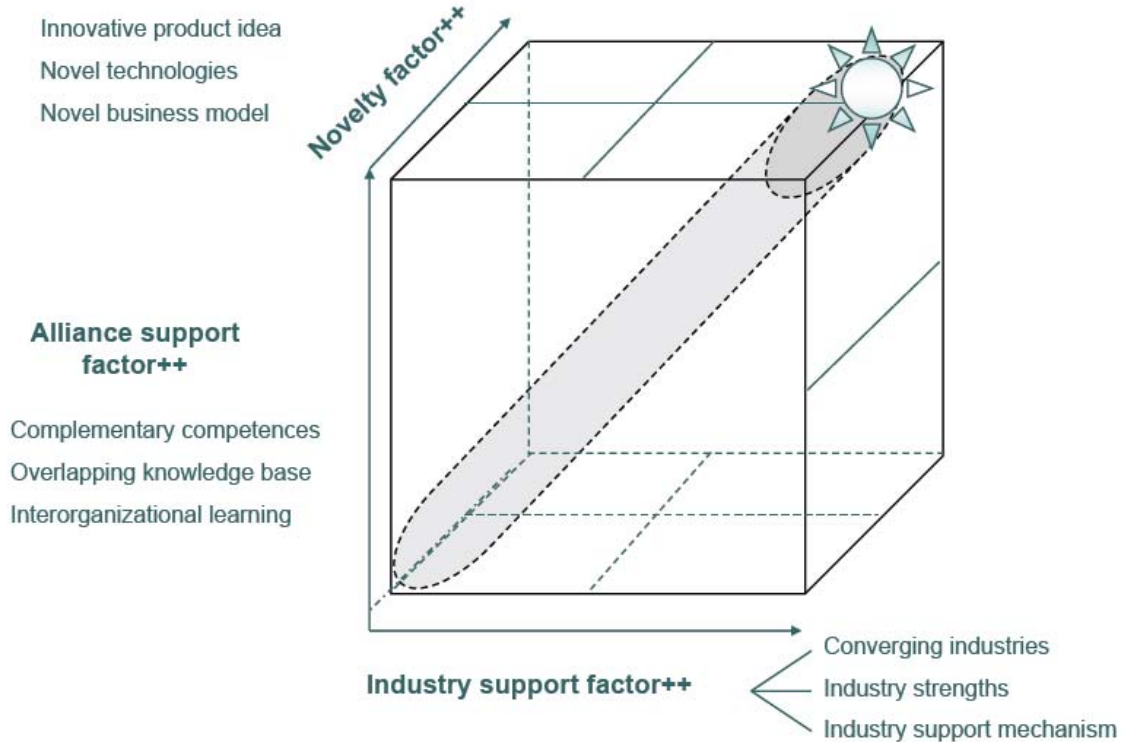 Innovative product idea
Novel technologies
Novel business model
Novelty factor++
Alliance support
factor++
Complementary competences
Overlapping knowledge base
Interorganizational learning
Industry support factor++
Converging industries
Industry strengths
Industry support mechanism